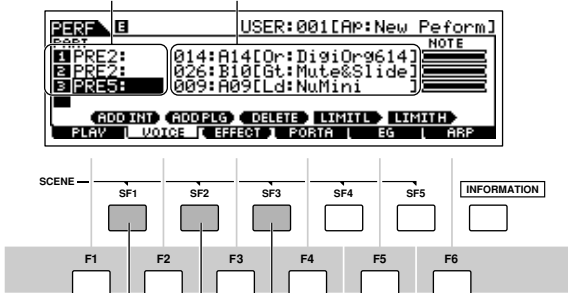 PERF E USER:001[Ap:New Peform]
PART NOTE
1 PRE2: 014:A14[Or:DigiOrg614]
2 PRE2: 026:B10[Gt:Mute&Slide]
3 PRE5: 009:A09[Ld:NuMini ]
ADD INT ADD PLG DELETE LIMIT L LIMIT H
PLAY VOICE EFFECT PORTA EG ARP
SCENE SF1 SF2 SF3 SF4 SF5 INFORMATION
F1 F2 F3 F4 F5 F6